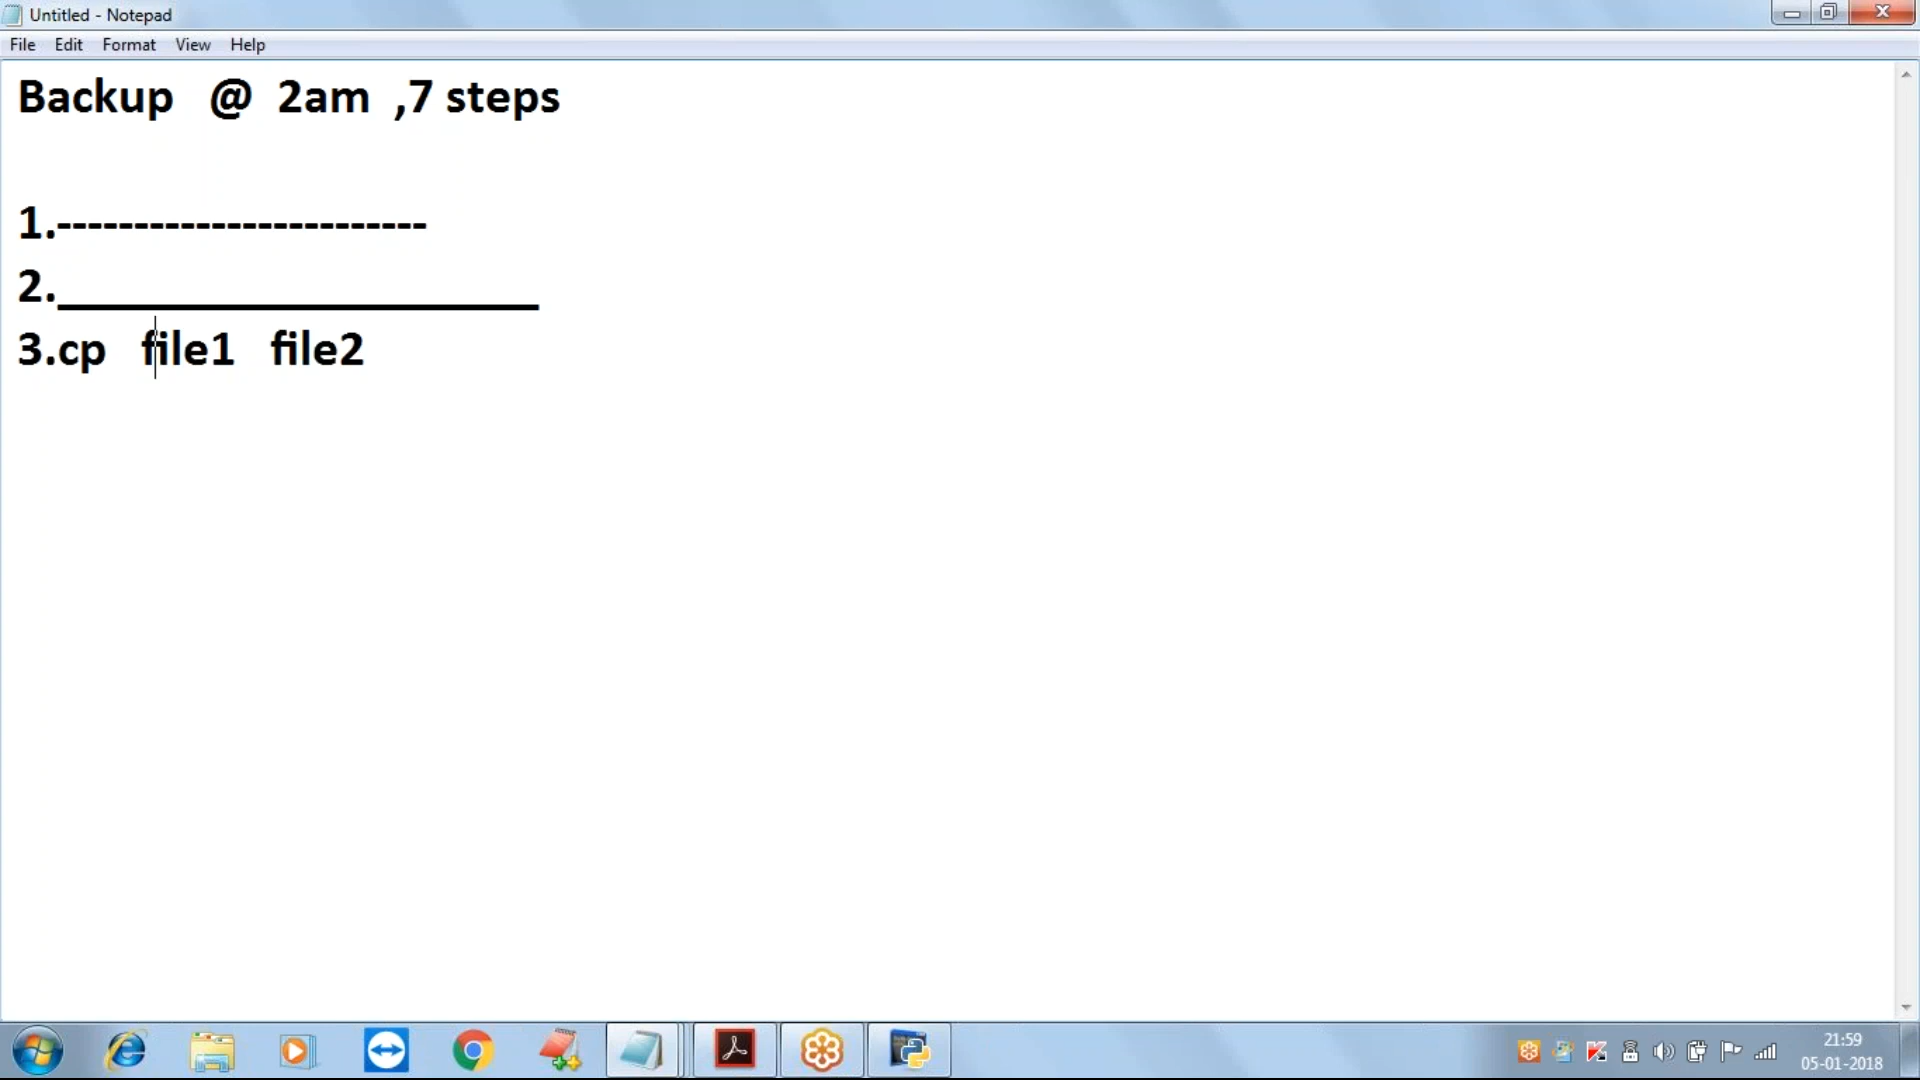 Untitled - Notepad
File Edit Format View Help
Backup @ 2am ,7 steps
1.------------------------
2.____________________
3.cp file1 file2
21:59
05-01-2018